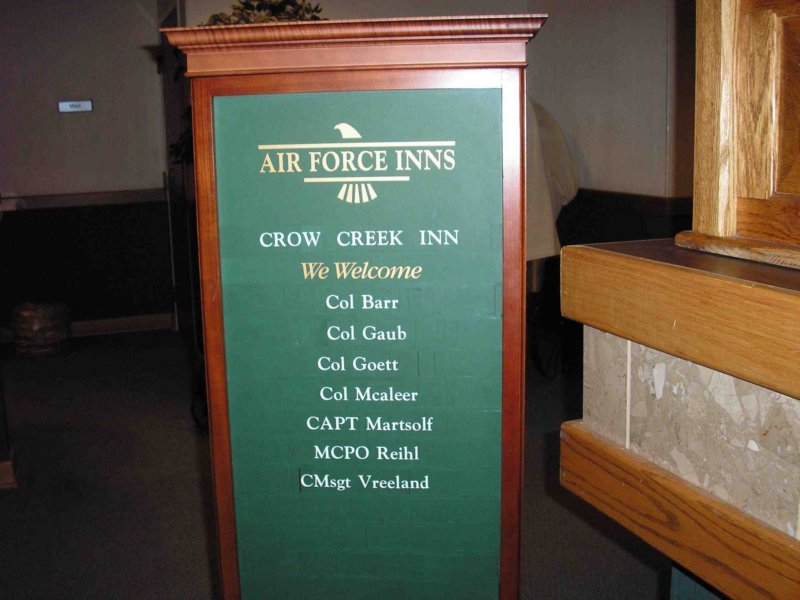 AIR FORCE INNS
CROW CREEK INN
We Welcome
Col Barr
Col Gaub
Col Goett
Col Mcaleer
CAPT Martsolf
MCPO Reihl
CMsgt Vreeland